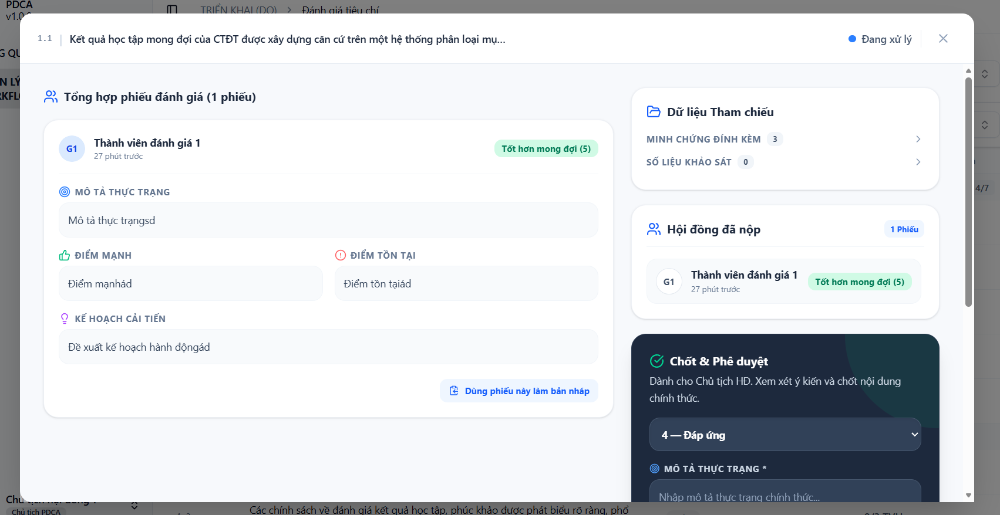 PDCA
v1.0.0
TRIỂN KHAI (DO)
Đánh giá tiêu chí
1.1
Kết quả học tập mong đợi của CTĐT được xây dựng căn cứ trên một hệ thống phân loại mụ...
Đang xử lý
Tổng hợp phiếu đánh giá (1 phiếu)
G1
Thành viên đánh giá 1
27 phút trước
Tốt hơn mong đợi (5)
MÔ TẢ THỰC TRẠNG
Mô tả thực trạngsd
ĐIỂM MẠNH
Điểm mạnhád
ĐIỂM TỒN TẠI
Điểm tồn tạiád
KẾ HOẠCH CẢI TIẾN
Đề xuất kế hoạch hành độngád
Dùng phiếu này làm bản nháp
Dữ liệu Tham chiếu
MINH CHỨNG ĐÍNH KÈM 3
SỐ LIỆU KHẢO SÁT 0
Hội đồng đã nộp
1 Phiếu
G1
Thành viên đánh giá 1
27 phút trước
Tốt hơn mong đợi (5)
Chốt & Phê duyệt
Dành cho Chủ tịch HĐ. Xem xét ý kiến và chốt nội dung
chính thức.
4 — Đáp ứng
MÔ TẢ THỰC TRẠNG *
Nhập mô tả thực trạng chính thức...
4/7
Chủ tịch hội đồng 1
Chủ tịch PDCA
Các chính sách về đánh giá kết quả học tập, phúc khảo được phát biểu rõ ràng, phổ